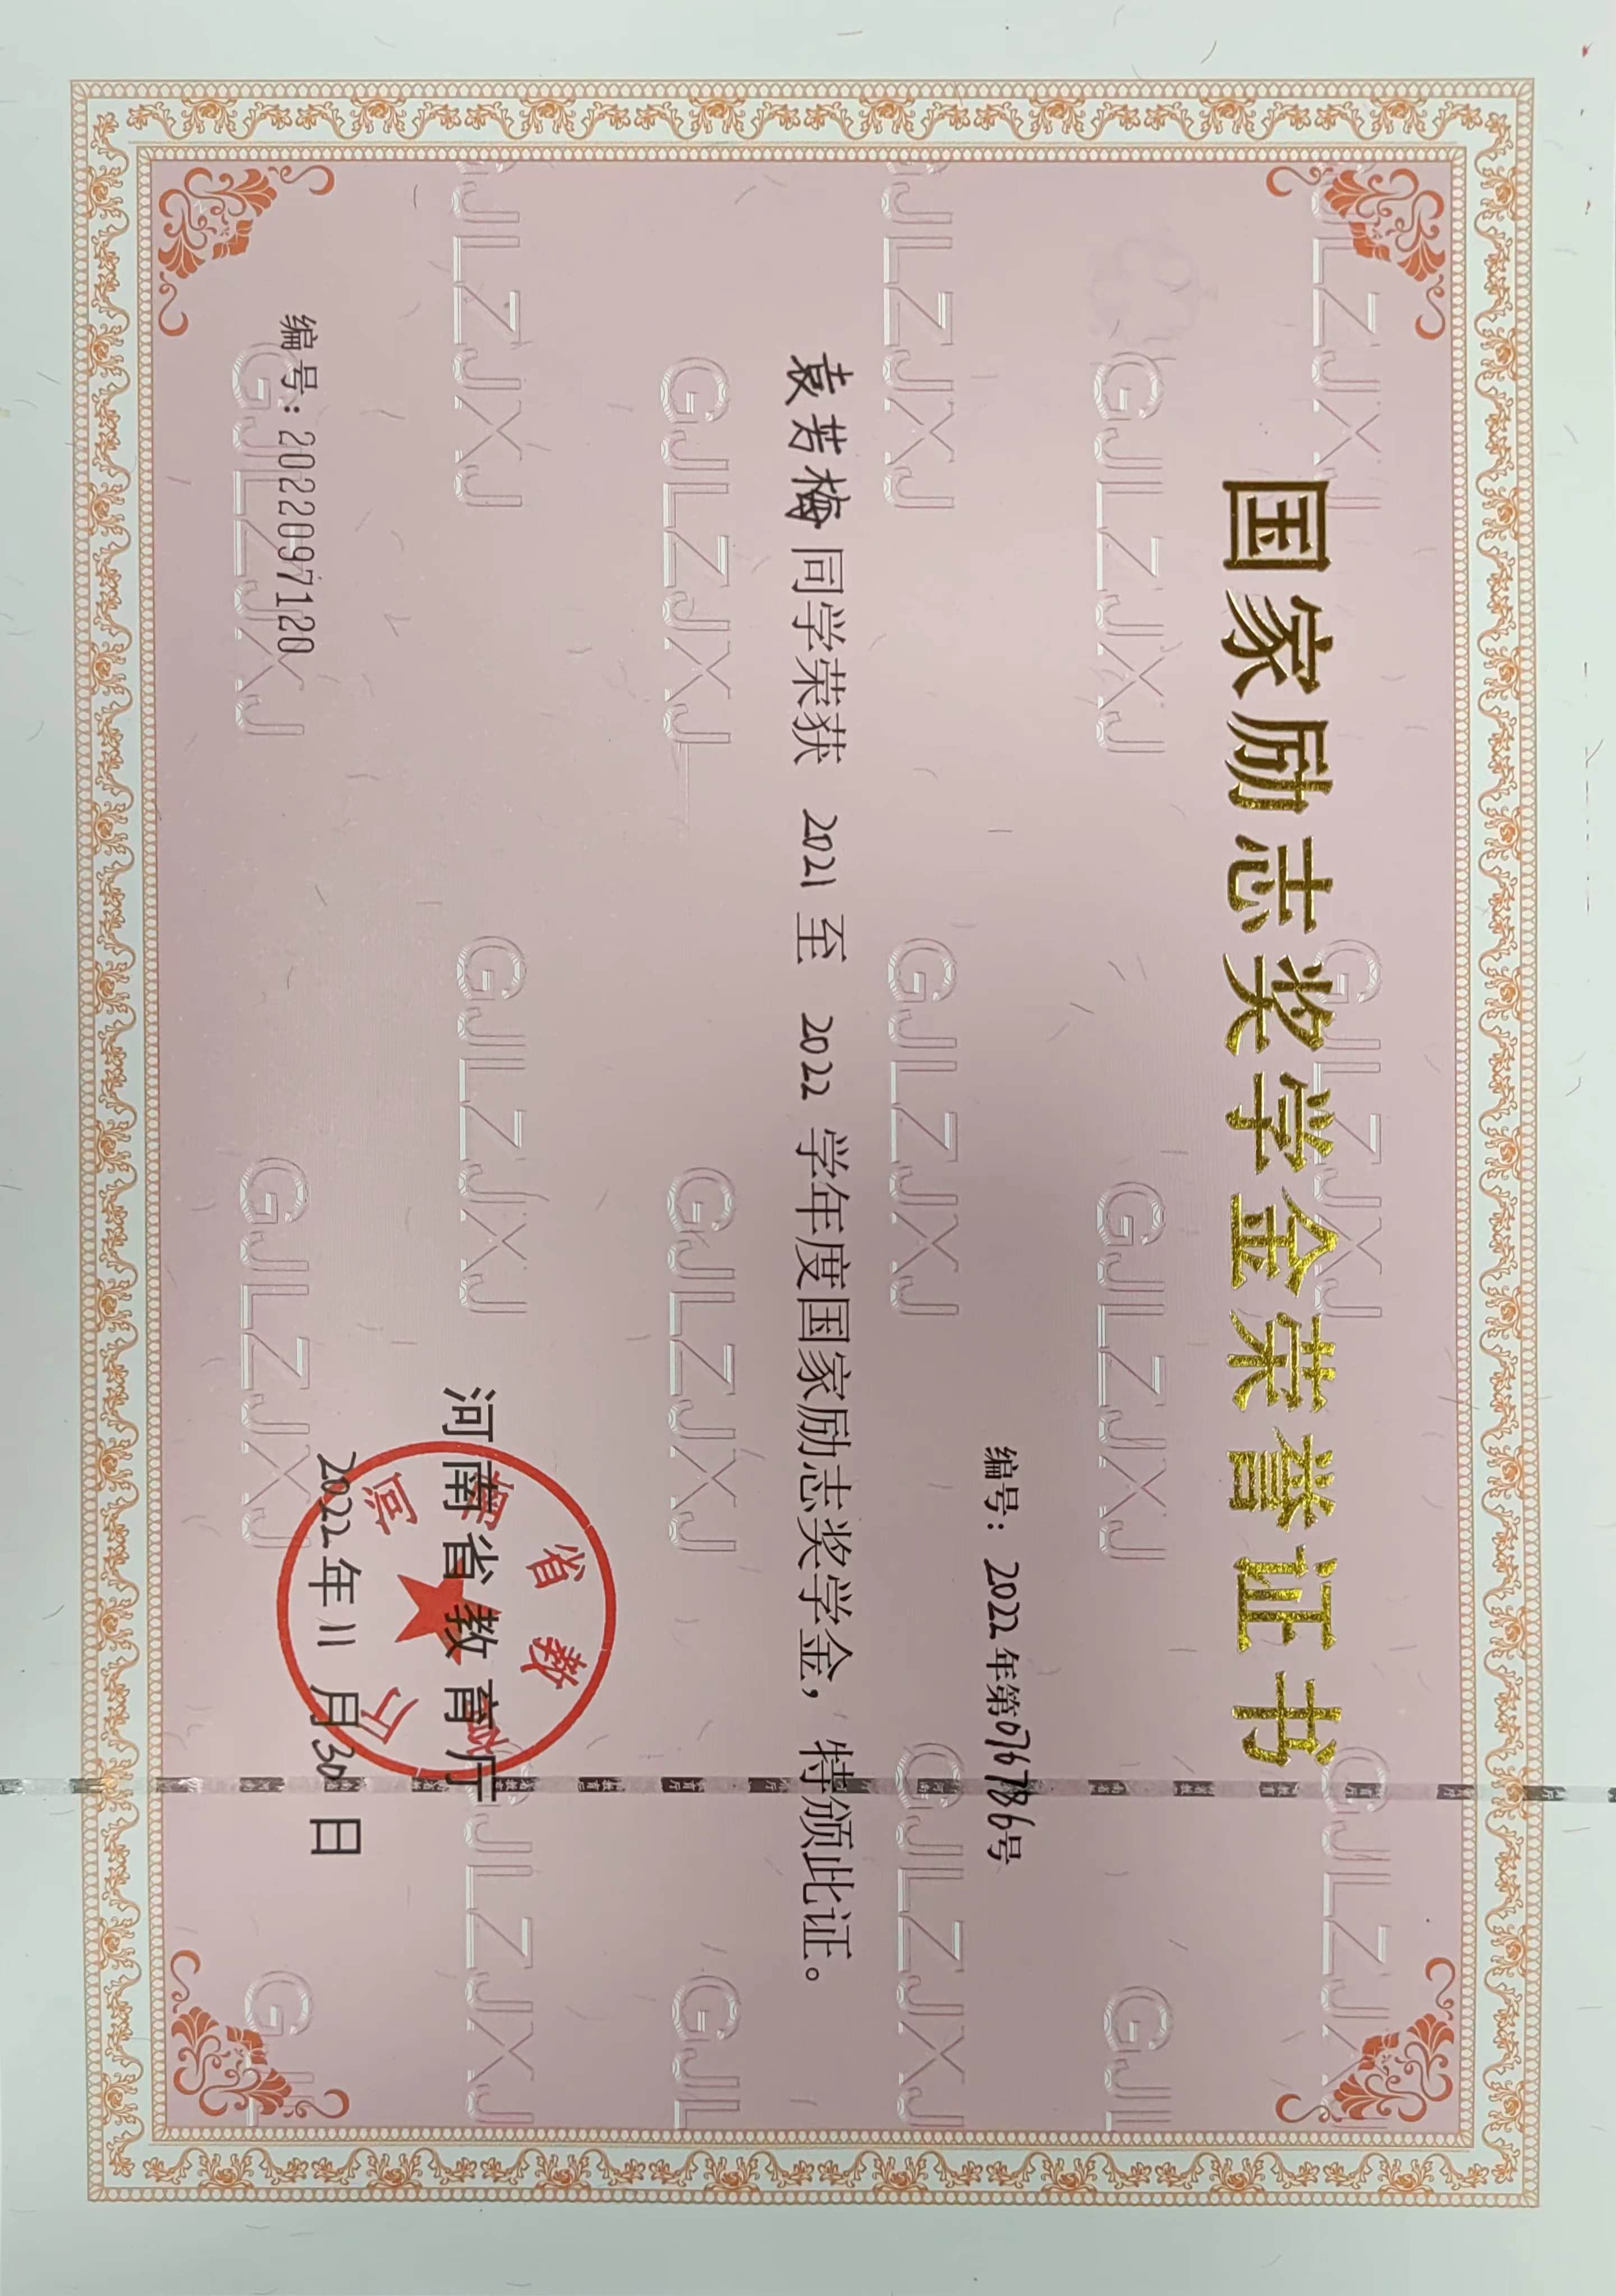 国家励志奖学金荣誉证书
编号：2022年第076786号
袁芳梅同学荣获 2021 至 2022 学年度国家励志奖学金，特颁此证。
河南省教育厅
2022年11月30日
编号：20220971​20
GJLZJXJ